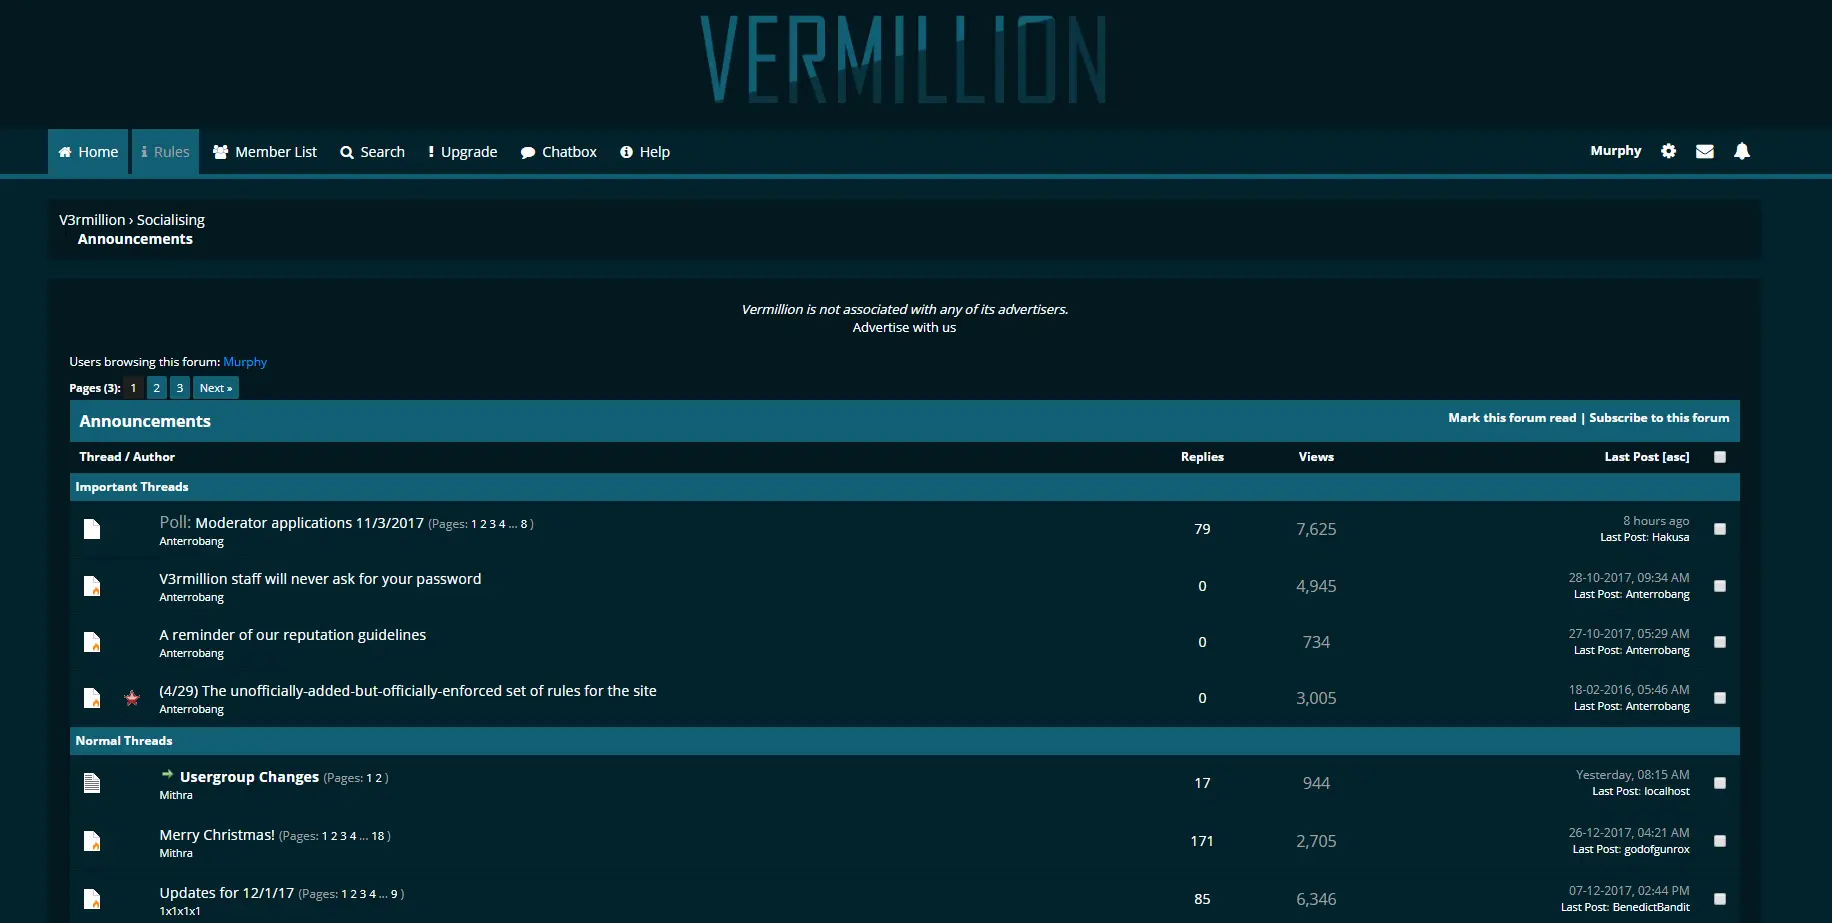 VERMILLION
Home Rules Member List Search Upgrade Chatbox Help Murphy
V3rmillion › Socialising
Announcements
Vermillion is not associated with any of its advertisers.
Advertise with us
Users browsing this forum: Murphy
Pages (3): 1 2 3 Next »
Announcements Mark this forum read | Subscribe to this forum
Thread / Author Replies Views Last Post [asc]
Important Threads
Poll: Moderator applications 11/3/2017 (Pages: 1 2 3 4 ... 8 ) 79 7,625 8 hours ago
Anterrobang Last Post: Hakusa
V3rmillion staff will never ask for your password 0 4,945 28-10-2017, 09:34 AM
Anterrobang Last Post: Anterrobang
A reminder of our reputation guidelines 0 734 27-10-2017, 05:29 AM
Anterrobang Last Post: Anterrobang
(4/29) The unofficially-added-but-officially-enforced set of rules for the site 0 3,005 18-02-2016, 05:46 AM
Anterrobang Last Post: Anterrobang
Normal Threads
Usergroup Changes (Pages: 1 2 ) 17 944 Yesterday, 08:15 AM
Mithra Last Post: localhost
Merry Christmas! (Pages: 1 2 3 4 ... 18 ) 171 2,705 26-12-2017, 04:21 AM
Mithra Last Post: godofgunrox
Updates for 12/1/17 (Pages: 1 2 3 4 ... 9 ) 85 6,346 07-12-2017, 02:44 PM
1x1x1x1 Last Post: BenedictBandit